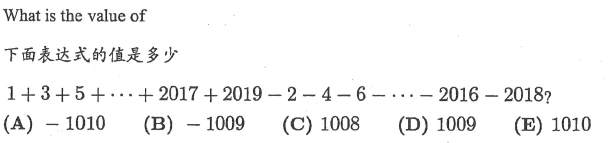 What is the value of
下面表达式的值是多少
1 + 3 + 5 + ··· + 2017 + 2019 − 2 − 4 − 6 − ··· − 2016 − 2018?
(A) − 1010 (B) − 1009 (C) 1008 (D) 1009 (E) 1010